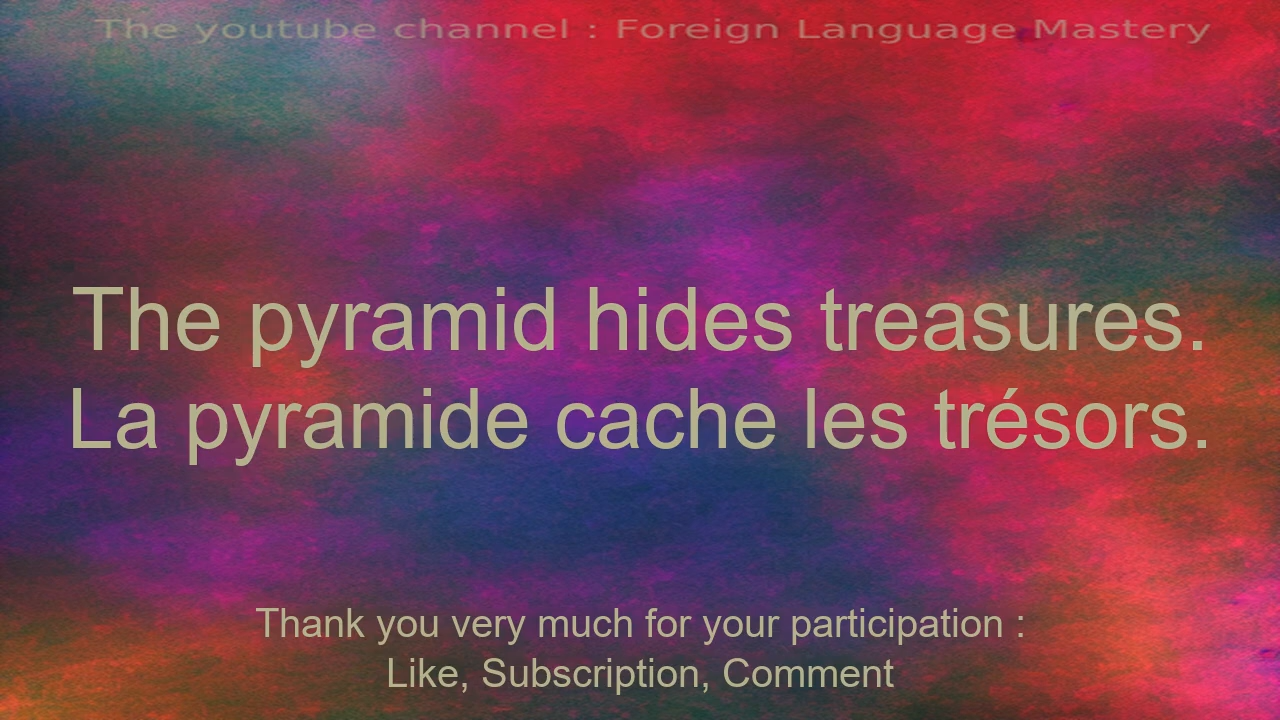 The youtube channel : Foreign Language Mastery
The pyramid hides treasures.
La pyramide cache les trésors.
Thank you very much for your participation :
Like, Subscription, Comment